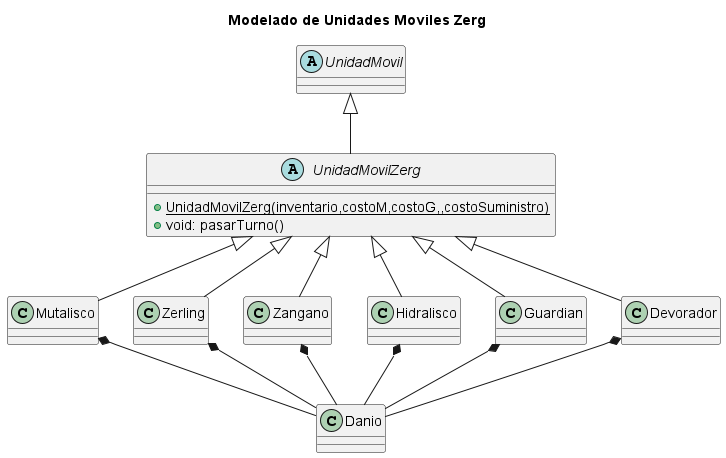 Modelado de Unidades Moviles Zerg
A UnidadMovil
A UnidadMovilZerg
UnidadMovilZerg(inventario,costoM,costoG,,costoSuministro)
void: pasarTurno()
C Mutalisco
C Zerling
C Zangano
C Hidralisco
C Guardian
C Devorador
C Danio